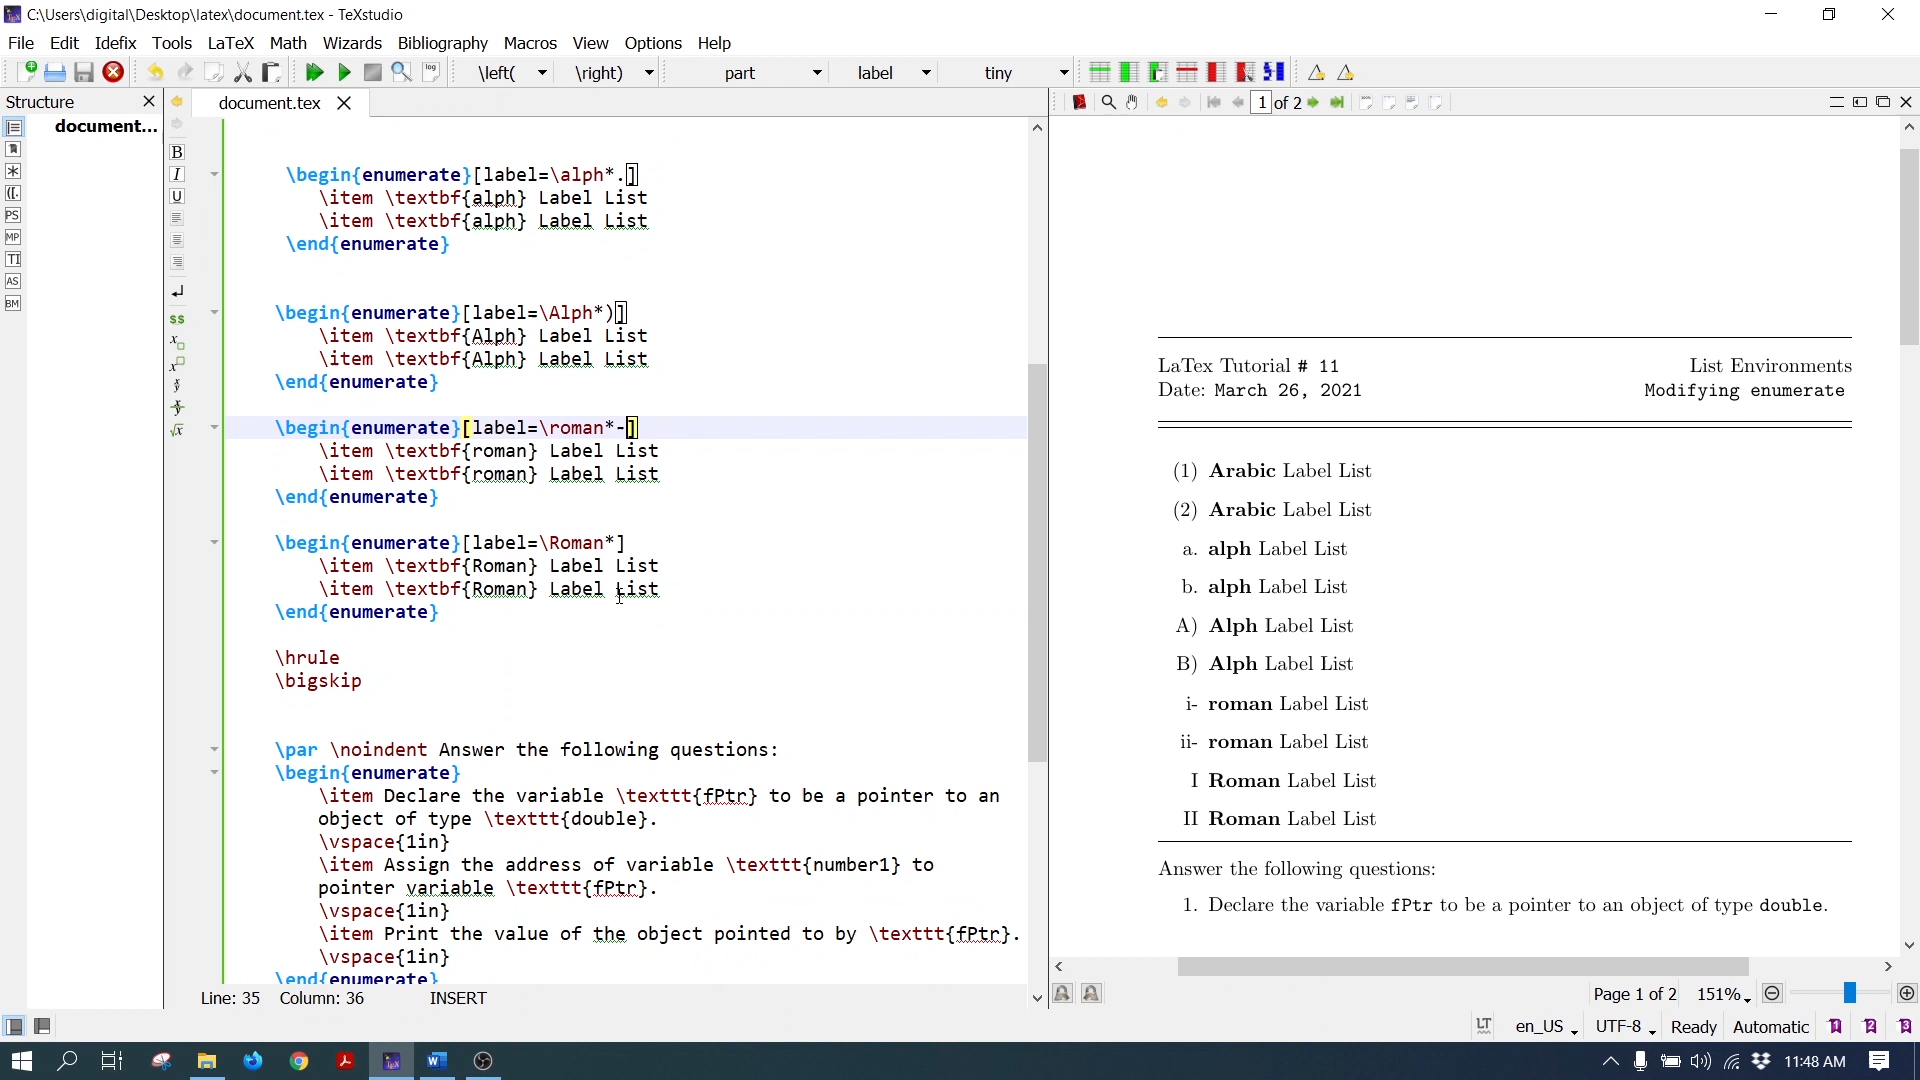 C:\Users\digital\Desktop\latex\document.tex - TeXstudio
File Edit Idefix Tools LaTeX Math Wizards Bibliography Macros View Options Help
\left( \right) part label tiny
Structure
document...
document.tex
1 of 2
PS
MP
TI
AS
BM
B
I
U
$$
\begin{enumerate}[label=\alph*.]
\item \textbf{alph} Label List
\item \textbf{alph} Label List
\end{enumerate}
\begin{enumerate}[label=\Alph*)]
\item \textbf{Alph} Label List
\item \textbf{Alph} Label List
\end{enumerate}
\begin{enumerate}[label=\roman*-]
\item \textbf{roman} Label List
\item \textbf{roman} Label List
\end{enumerate}
\begin{enumerate}[label=\Roman*]
\item \textbf{Roman} Label List
\item \textbf{Roman} Label List
\end{enumerate}
\hrule
\bigskip
\par \noindent Answer the following questions:
\begin{enumerate}
\item Declare the variable \texttt{fPtr} to be a pointer to an
object of type \texttt{double}.
\vspace{1in}
\item Assign the address of variable \texttt{number1} to
pointer variable \texttt{fPtr}.
\vspace{1in}
\item Print the value of the object pointed to by \texttt{fPtr}.
\vspace{1in}
\end{enumerate}
Line: 35 Column: 36 INSERT
LaTex Tutorial # 11 List Environments
Date: March 26, 2021 Modifying enumerate
(1) Arabic Label List
(2) Arabic Label List
a. alph Label List
b. alph Label List
A) Alph Label List
B) Alph Label List
i- roman Label List
ii- roman Label List
I Roman Label List
II Roman Label List
Answer the following questions:
1. Declare the variable fPtr to be a pointer to an object of type double.
Page 1 of 2 151%
LT en_US UTF-8 Ready Automatic 1 2 3
11:48 AM